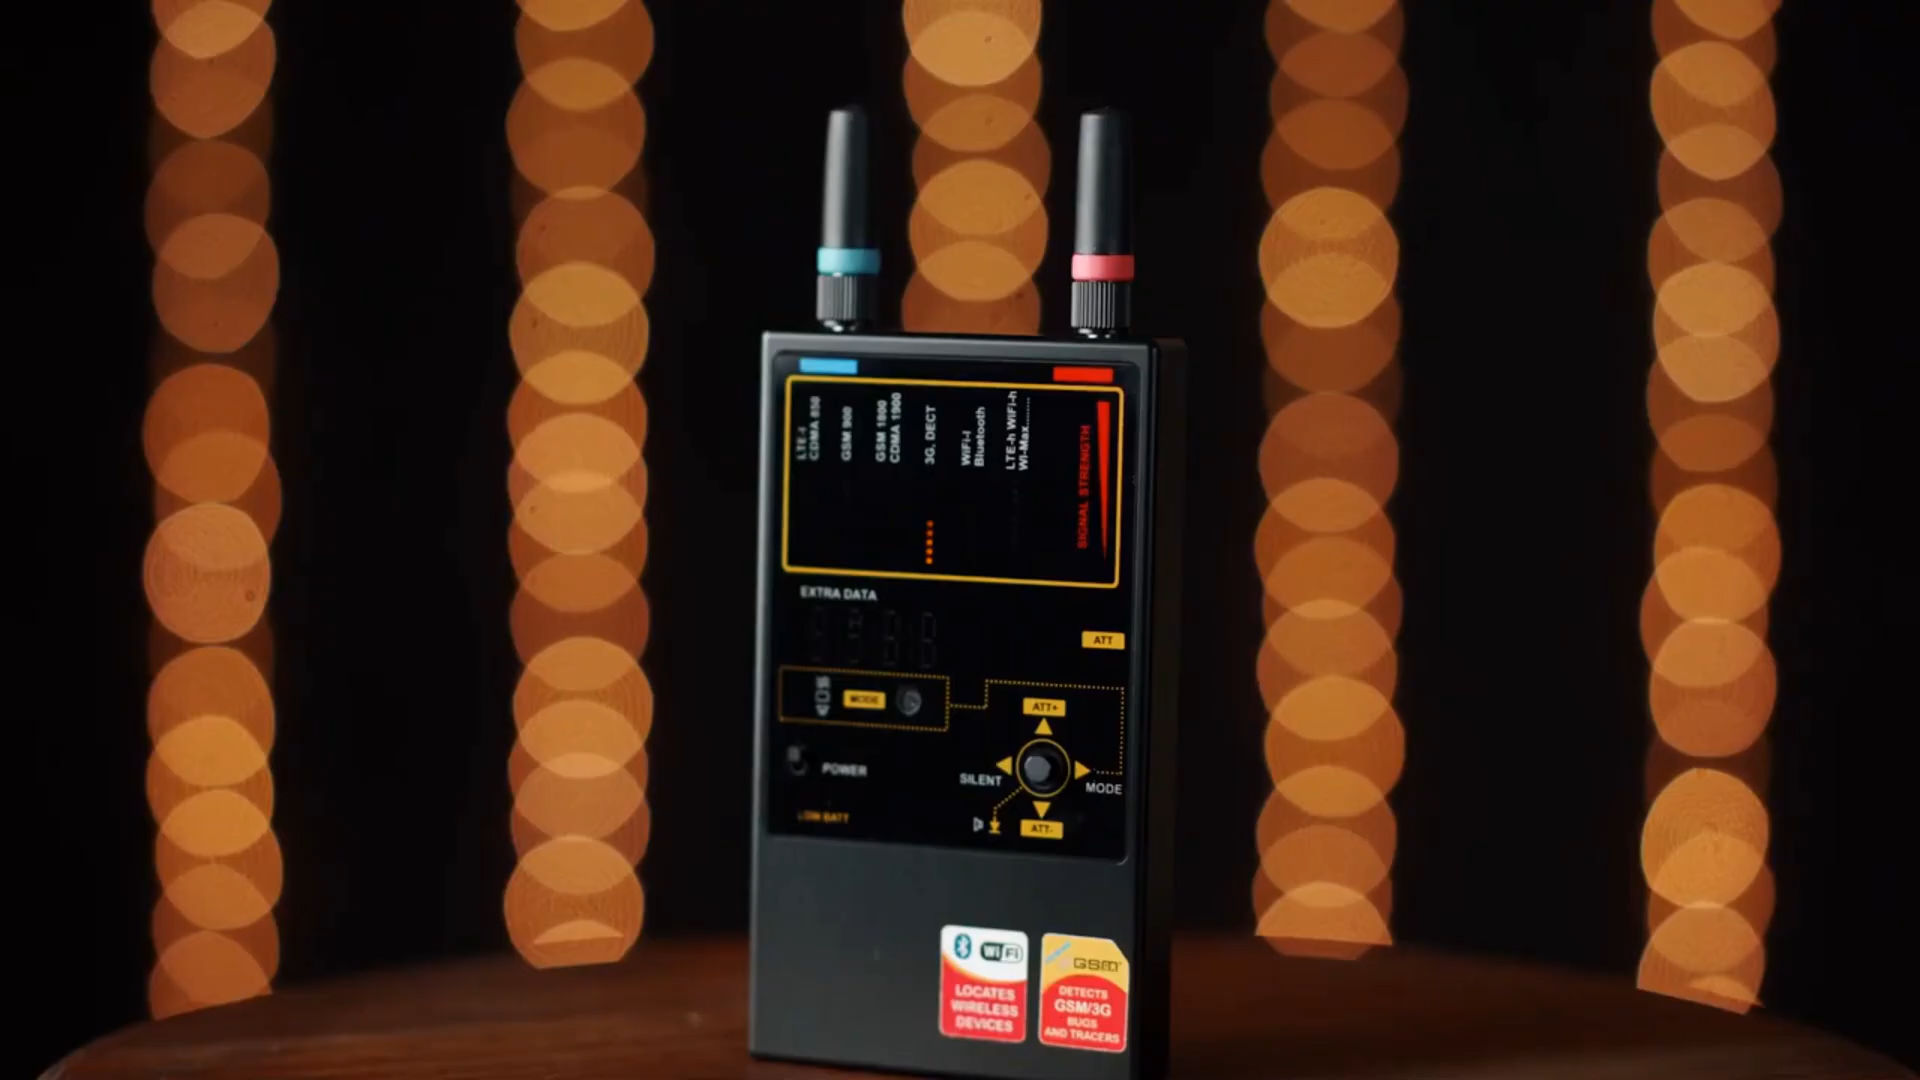 LTE-l
CDMA 850
GSM 900
GSM 1800
CDMA 1900
3G, DECT
WiFi-l
Bluetooth
LTE-h WiFi-h
Wi-Max........
SIGNAL STRENGTH
EXTRA DATA
ATT
MODE
ATT+
POWER
SILENT
MODE
LOW BATT
ATT-
WiFi
LOCATES
WIRELESS
DEVICES
GSM
DETECTS
GSM/3G
BUGS
AND TRACERS